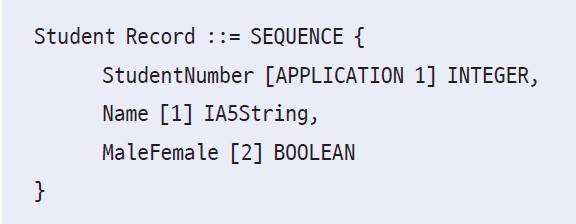 Student Record ::= SEQUENCE {
StudentNumber [APPLICATION 1] INTEGER,
Name [1] IA5String,
MaleFemale [2] BOOLEAN
}